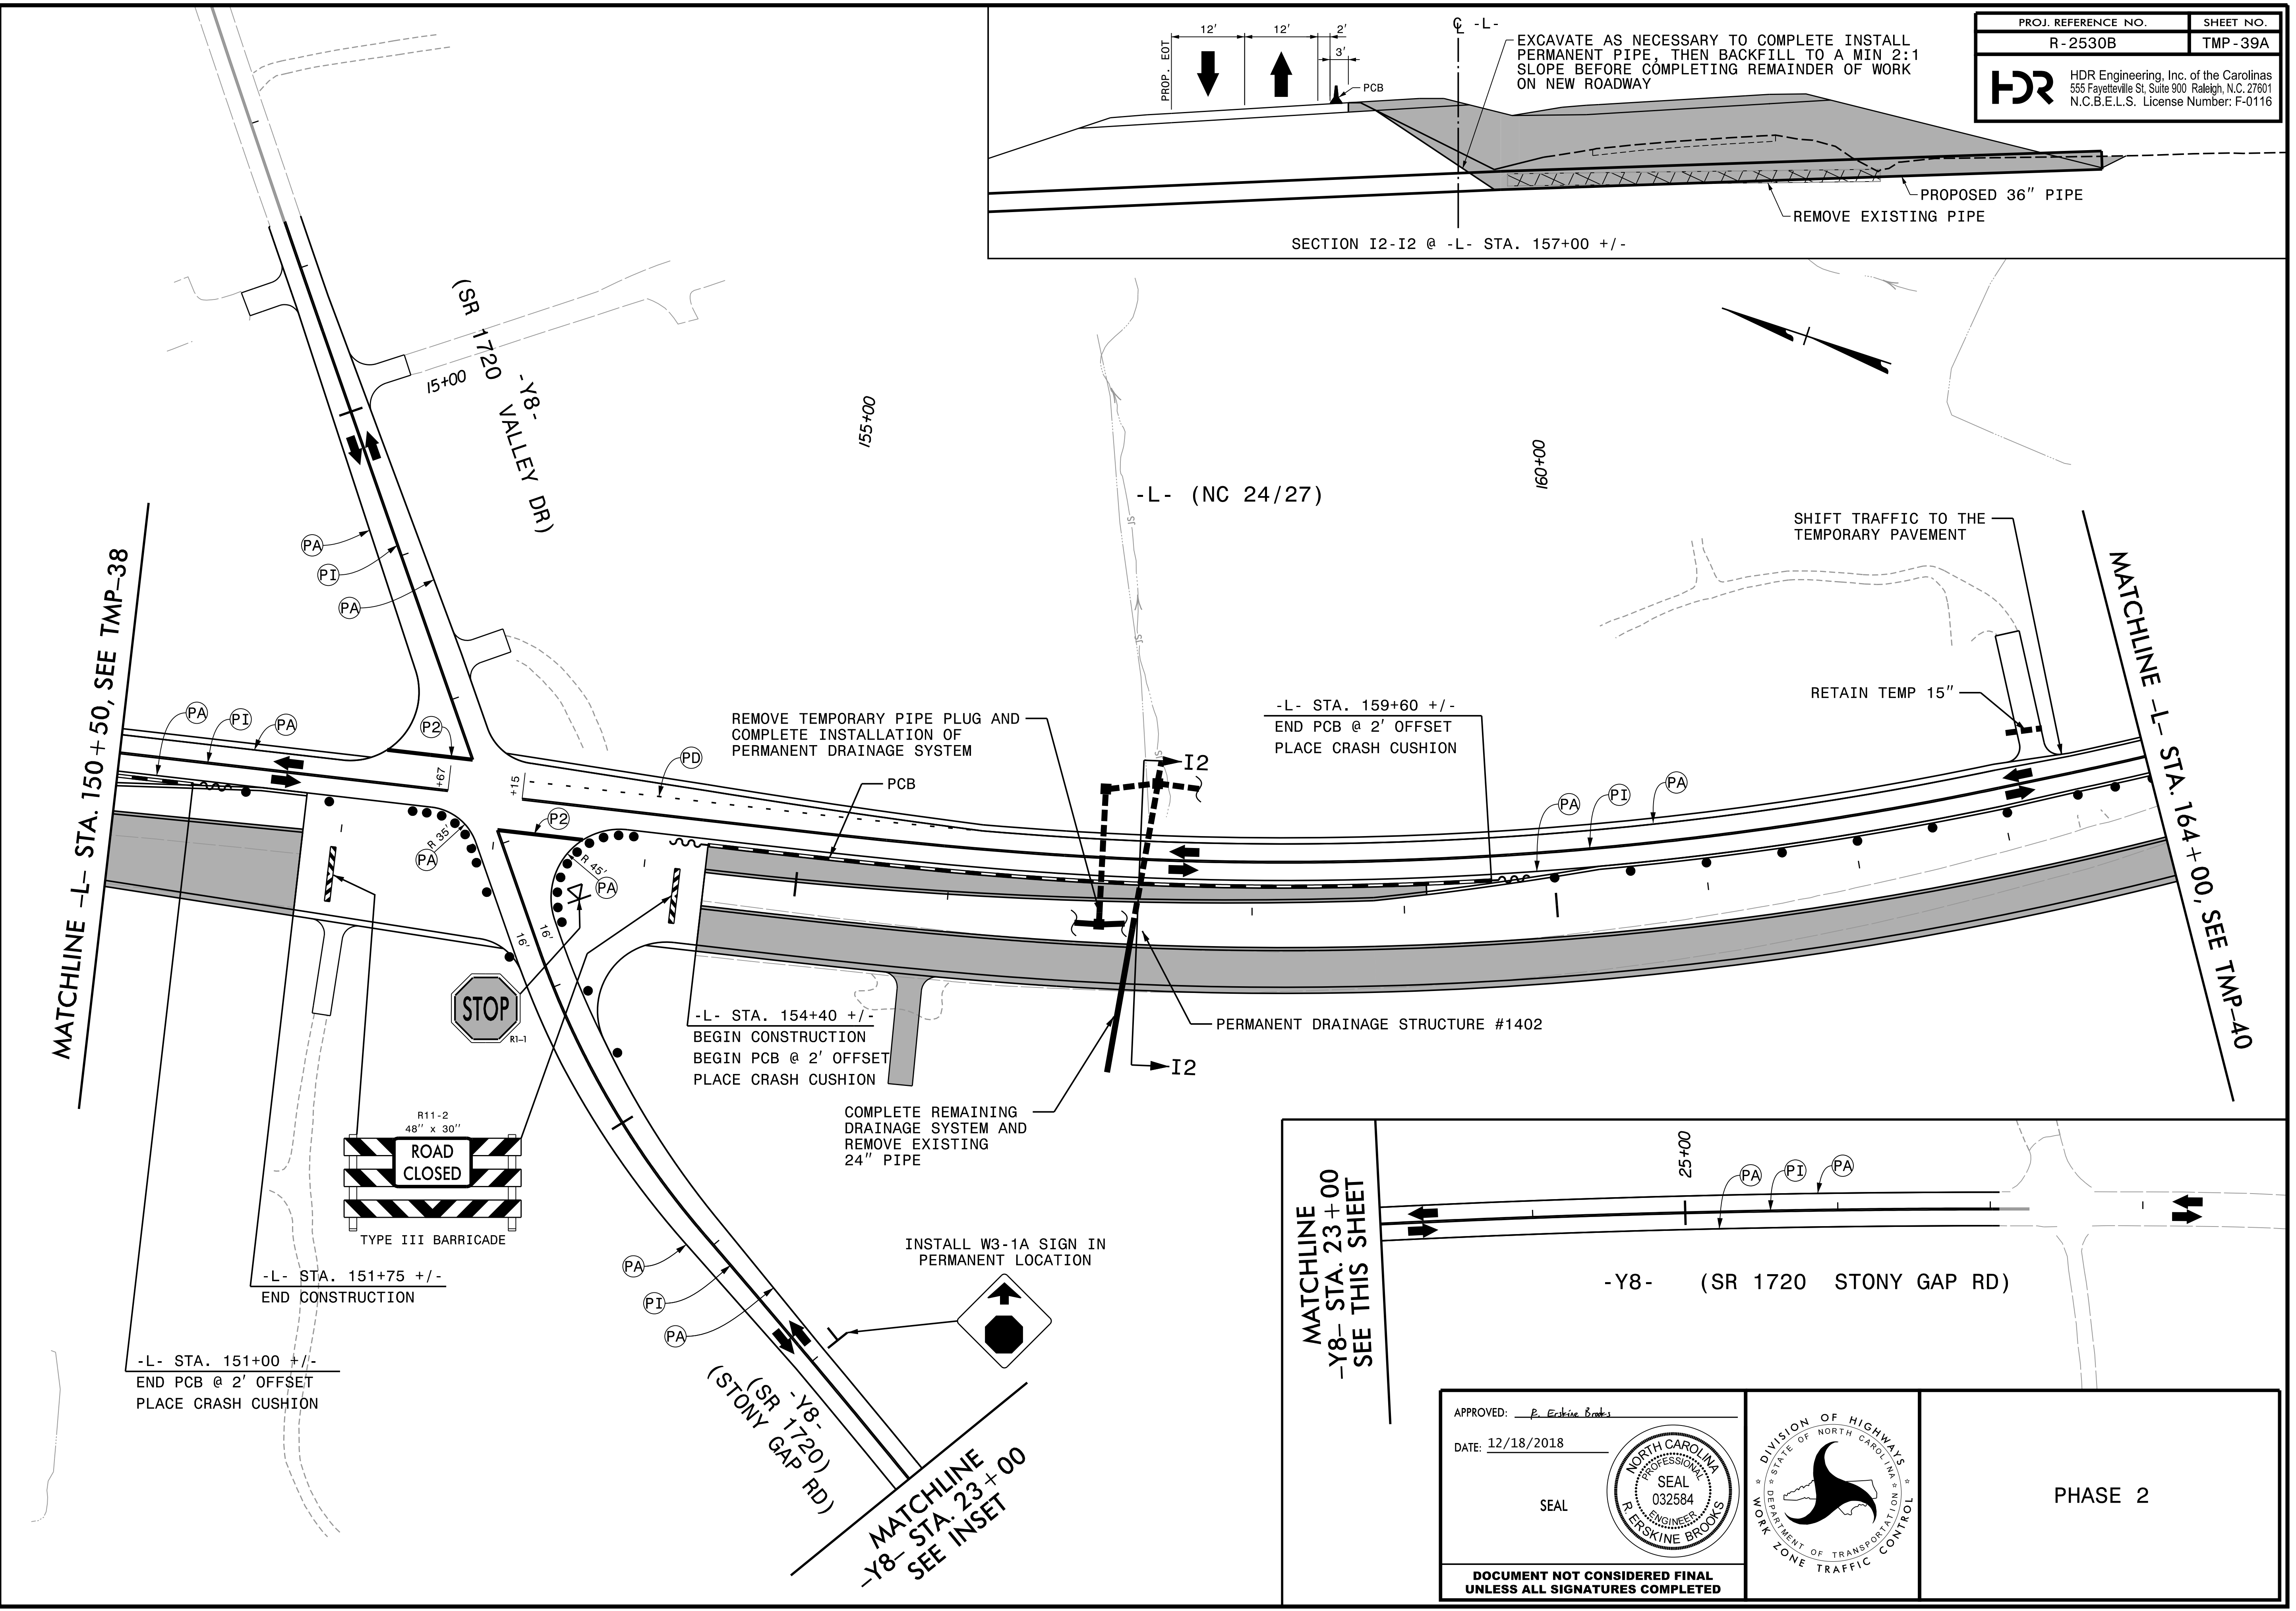 PROJ. REFERENCE NO.
SHEET NO.
R-2530B
TMP-39A
HDR
HDR Engineering, Inc. of the Carolinas
555 Fayetteville St, Suite 900 Raleigh, N.C. 27601
N.C.B.E.L.S. License Number: F-0116
12'
12'
2'
3'
PROP. EOT
PCB
℄ -L-
EXCAVATE AS NECESSARY TO COMPLETE INSTALL
PERMANENT PIPE, THEN BACKFILL TO A MIN 2:1
SLOPE BEFORE COMPLETING REMAINDER OF WORK
ON NEW ROADWAY
PROPOSED 36" PIPE
REMOVE EXISTING PIPE
SECTION I2-I2 @ -L- STA. 157+00 +/-
-Y8-
(SR 1720 VALLEY DR)
15+00
155+00
160+00
-L- (NC 24/27)
SHIFT TRAFFIC TO THE
TEMPORARY PAVEMENT
RETAIN TEMP 15"
MATCHLINE -L- STA. 150+50, SEE TMP-38
MATCHLINE -L- STA. 164+00, SEE TMP-40
PA
PI
PA
PA
PI
PA
P2
+67
+15
PD
P2
R 35'
PA
R 45'
PA
16'
16'
JS
JS
JS
REMOVE TEMPORARY PIPE PLUG AND
COMPLETE INSTALLATION OF
PERMANENT DRAINAGE SYSTEM
PCB
-L- STA. 159+60 +/-
END PCB @ 2' OFFSET
PLACE CRASH CUSHION
I2
I2
PA
PI
PA
STOP
R1-1
-L- STA. 154+40 +/-
BEGIN CONSTRUCTION
BEGIN PCB @ 2' OFFSET
PLACE CRASH CUSHION
PERMANENT DRAINAGE STRUCTURE #1402
COMPLETE REMAINING
DRAINAGE SYSTEM AND
REMOVE EXISTING
24" PIPE
R11-2
48" x 30"
ROAD
CLOSED
TYPE III BARRICADE
-L- STA. 151+75 +/-
END CONSTRUCTION
-L- STA. 151+00 +/-
END PCB @ 2' OFFSET
PLACE CRASH CUSHION
INSTALL W3-1A SIGN IN
PERMANENT LOCATION
PA
PI
PA
-Y8-
(SR 1720)
(STONY GAP RD)
MATCHLINE
-Y8- STA. 23+00
SEE INSET
MATCHLINE
-Y8- STA. 23+00
SEE THIS SHEET
25+00
PA
PI
PA
-Y8- (SR 1720 STONY GAP RD)
APPROVED: R. Erskine Brooks
DATE: 12/18/2018
SEAL
NORTH CAROLINA
PROFESSIONAL
SEAL
032584
ENGINEER
R ERSKINE BROOKS
DOCUMENT NOT CONSIDERED FINAL
UNLESS ALL SIGNATURES COMPLETED
DIVISION OF HIGHWAYS
STATE OF NORTH CAROLINA
DEPARTMENT OF TRANSPORTATION
WORK ZONE TRAFFIC CONTROL
PHASE 2